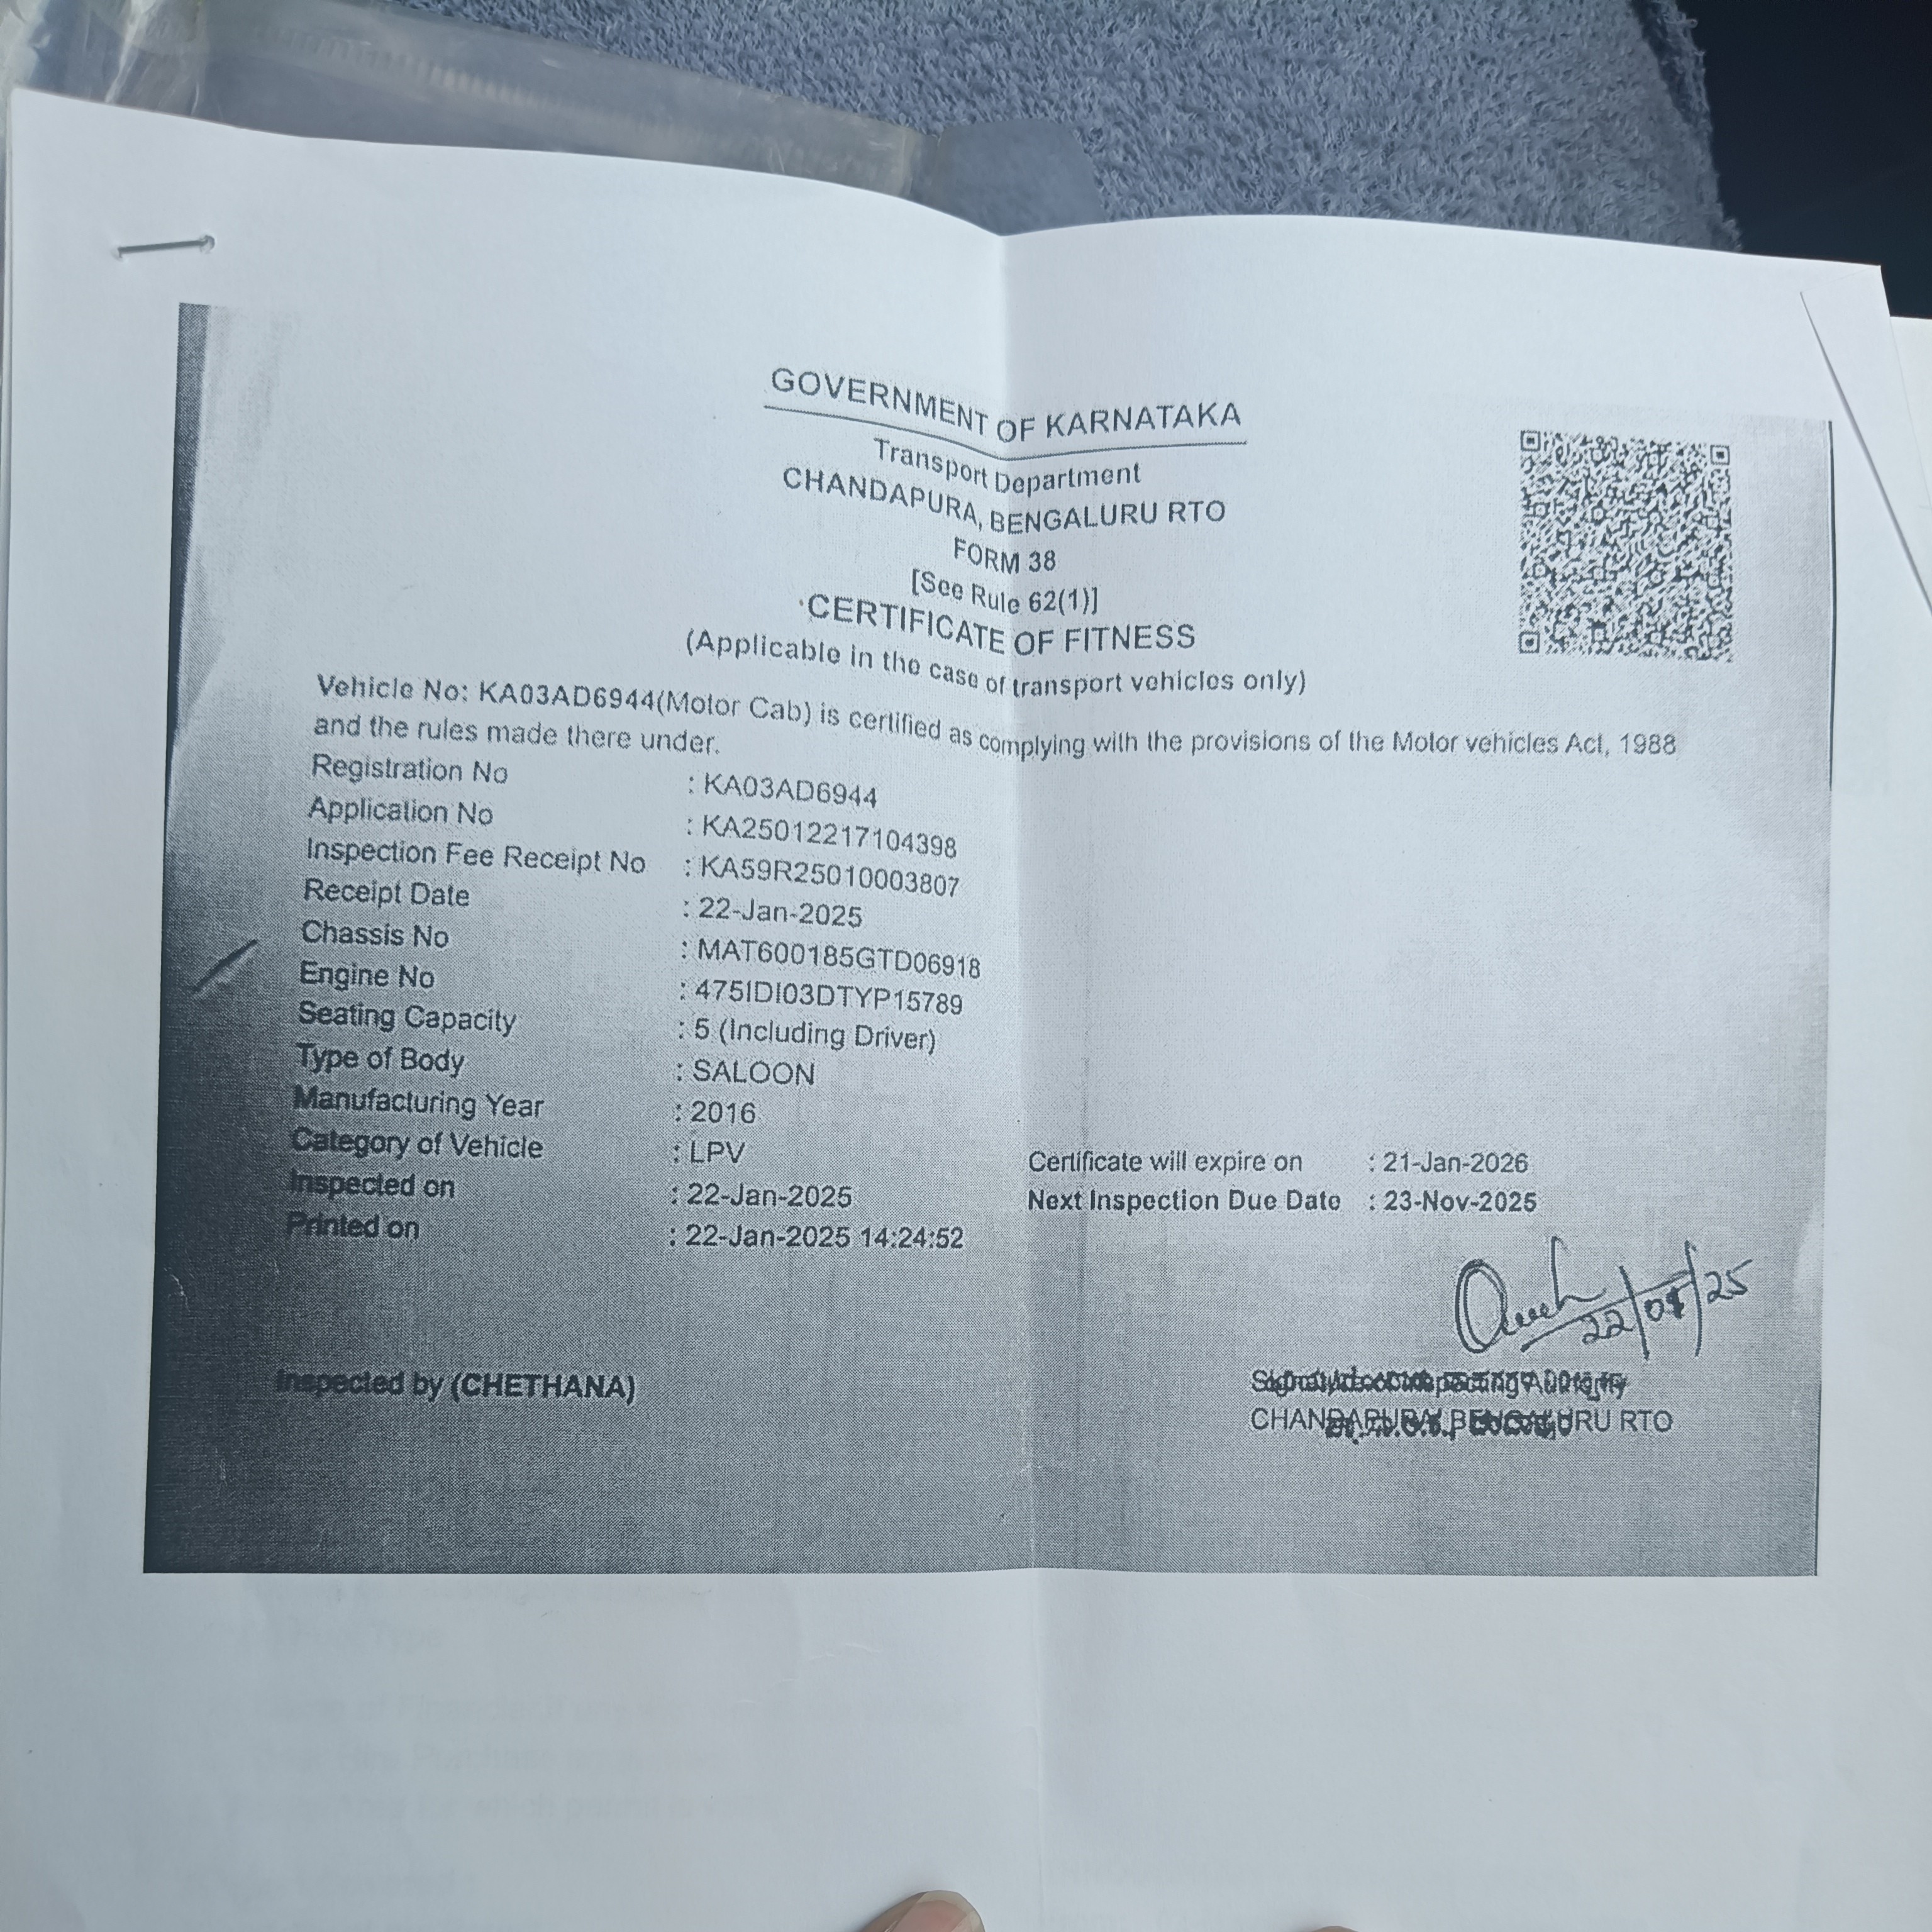 GOVERNMENT OF KARNATAKA
Transport Department
CHANDAPURA, BENGALURU RTO
FORM 38
[See Rule 62(1)]
CERTIFICATE OF FITNESS
(Applicable in the case of transport vehicles only)
Vehicle No: KA03AD6944(Motor Cab) is certified as complying with the provisions of the Motor vehicles Act, 1988
and the rules made there under.
Registration No : KA03AD6944
Application No : KA25012217104398
Inspection Fee Receipt No : KA59R25010003807
Receipt Date : 22-Jan-2025
Chassis No : MAT600185GTD06918
Engine No : 475IDI03DTYP15789
Seating Capacity : 5 (Including Driver)
Type of Body : SALOON
Manufacturing Year : 2016
Category of Vehicle : LPV Certificate will expire on : 21-Jan-2026
Inspected on : 22-Jan-2025 Next Inspection Due Date : 23-Nov-2025
Printed on : 22-Jan-2025 14:24:52
22/01/25
Inspected by (CHETHANA)
CHANDAPURA, BENGALURU RTO